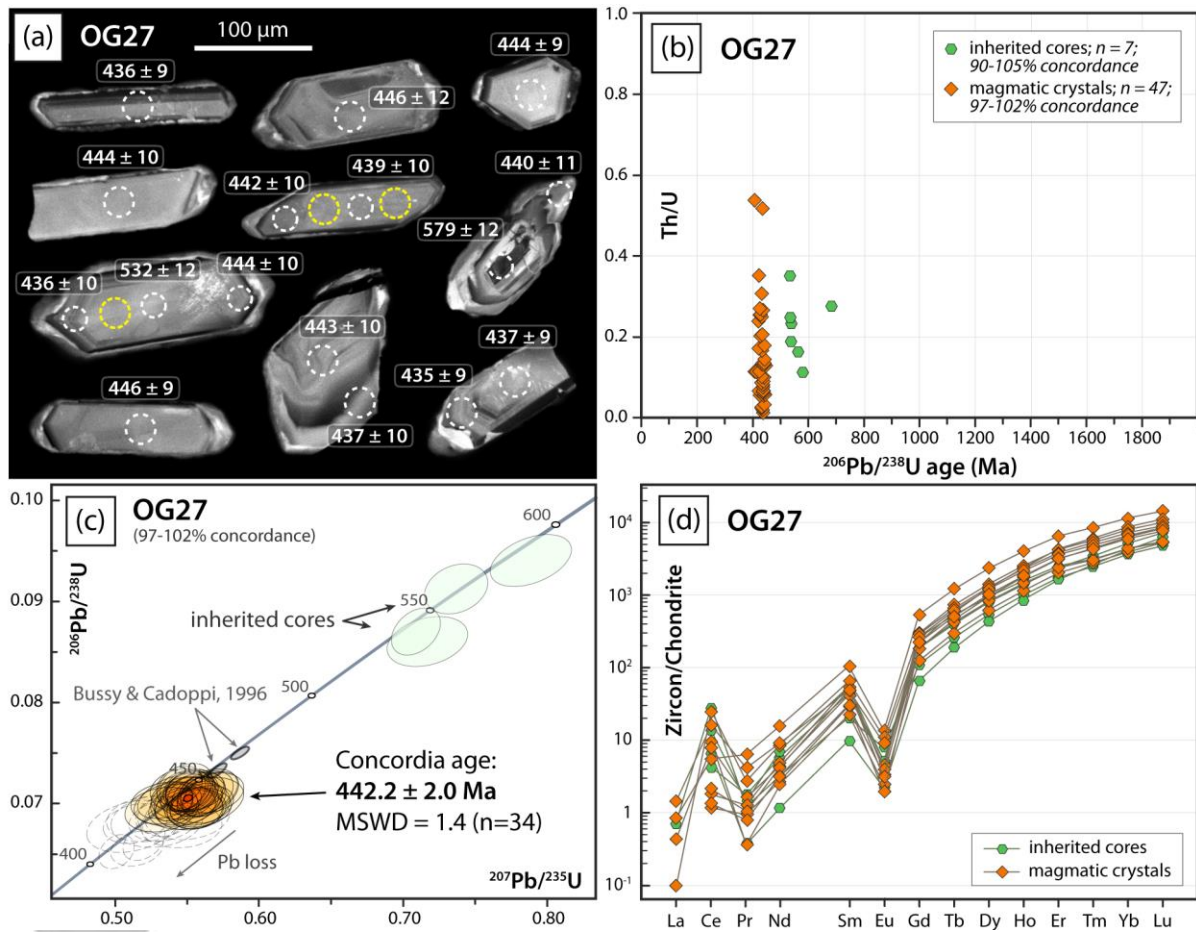 (a)
OG27
100 µm
436 ± 9
446 ± 12
444 ± 9
444 ± 10
442 ± 10
439 ± 10
440 ± 11
579 ± 12
436 ± 10
532 ± 12
444 ± 10
443 ± 10
437 ± 9
435 ± 9
446 ± 9
437 ± 10
(b)
OG27
inherited cores; n = 7;
90-105% concordance
magmatic crystals; n = 47;
97-102% concordance
1.0
0.8
0.6
0.4
0.2
0.0
Th/U
0
200
400
600
800
1000
1200
1400
1600
1800
²⁰⁶Pb/²³⁸U age (Ma)
(c)
OG27
(97-102% concordance)
0.10
0.09
0.08
0.07
²⁰⁶Pb/²³⁸U
600
550
500
450
400
inherited cores
Bussy & Cadoppi, 1996
Concordia age:
442.2 ± 2.0 Ma
MSWD = 1.4 (n=34)
Pb loss
²⁰⁷Pb/²³⁵U
0.50
0.60
0.70
0.80
(d)
OG27
Zircon/Chondrite
10⁴
10³
10²
10
1
10⁻¹
inherited cores
magmatic crystals
La
Ce
Pr
Nd
Sm
Eu
Gd
Tb
Dy
Ho
Er
Tm
Yb
Lu